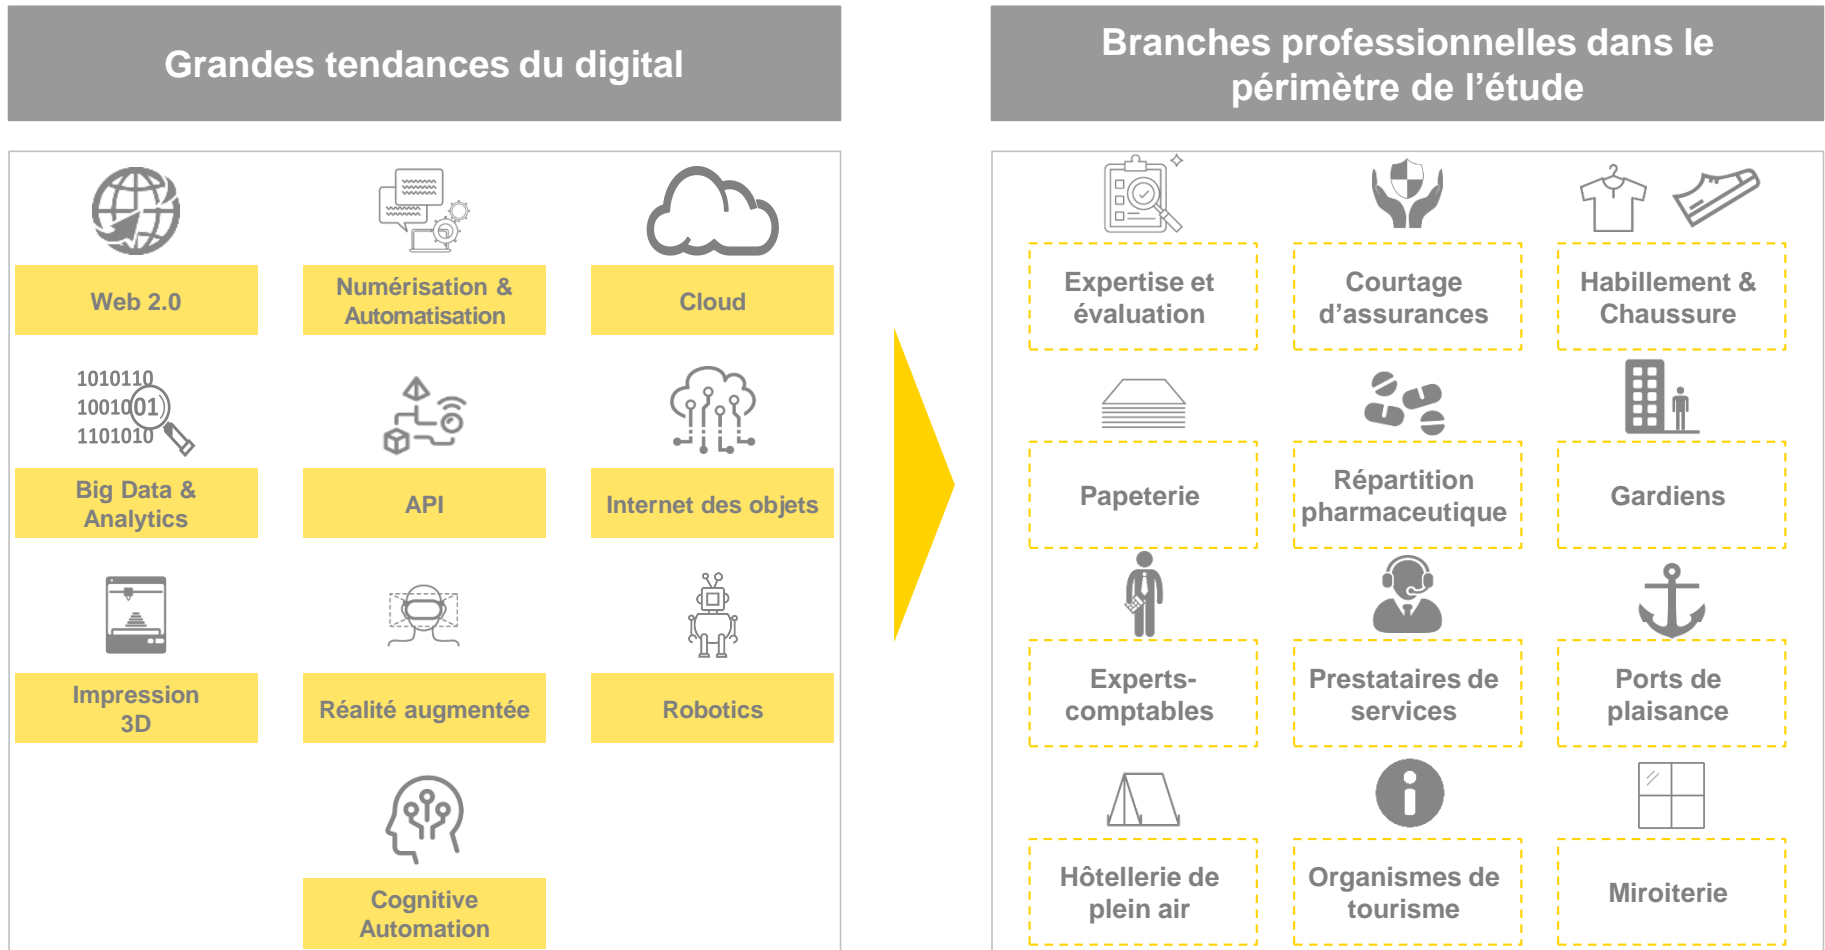 Grandes tendances du digital
Web 2.0
Numérisation &
Automatisation
Cloud
1010110
1001001
1101010
Big Data &
Analytics
API
Internet des objets
Impression
3D
Réalité augmentée
Robotics
Cognitive
Automation
Branches professionnelles dans le
périmètre de l’étude
Expertise et
évaluation
Courtage
d’assurances
Habillement &
Chaussure
Papeterie
Répartition
pharmaceutique
Gardiens
Experts-
comptables
Prestataires de
services
Ports de
plaisance
Hôtellerie de
plein air
Organismes de
tourisme
Miroiterie